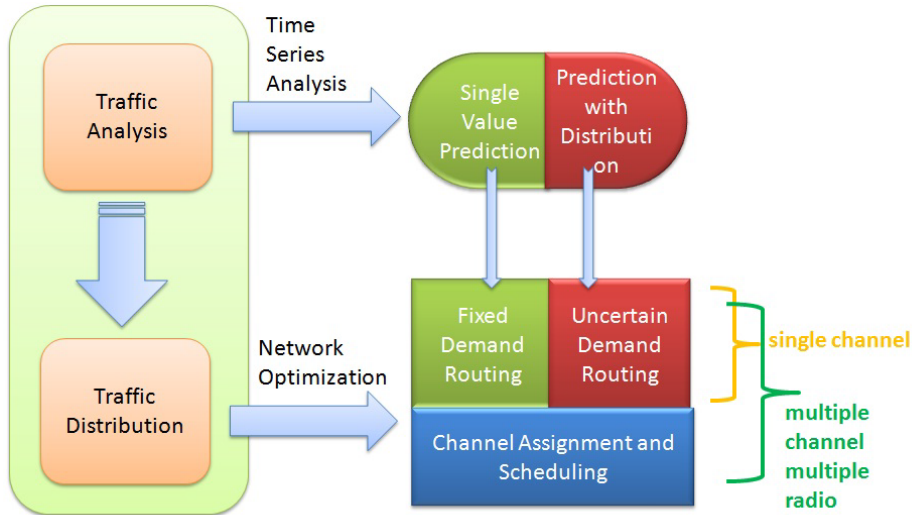 Time
Series
Analysis
Traffic
Analysis
Single
Value
Prediction
Prediction
with
Distributi
on
Network
Optimization
Traffic
Distribution
Fixed
Demand
Routing
Uncertain
Demand
Routing
Channel Assignment and
Scheduling
single channel
multiple
channel
multiple
radio